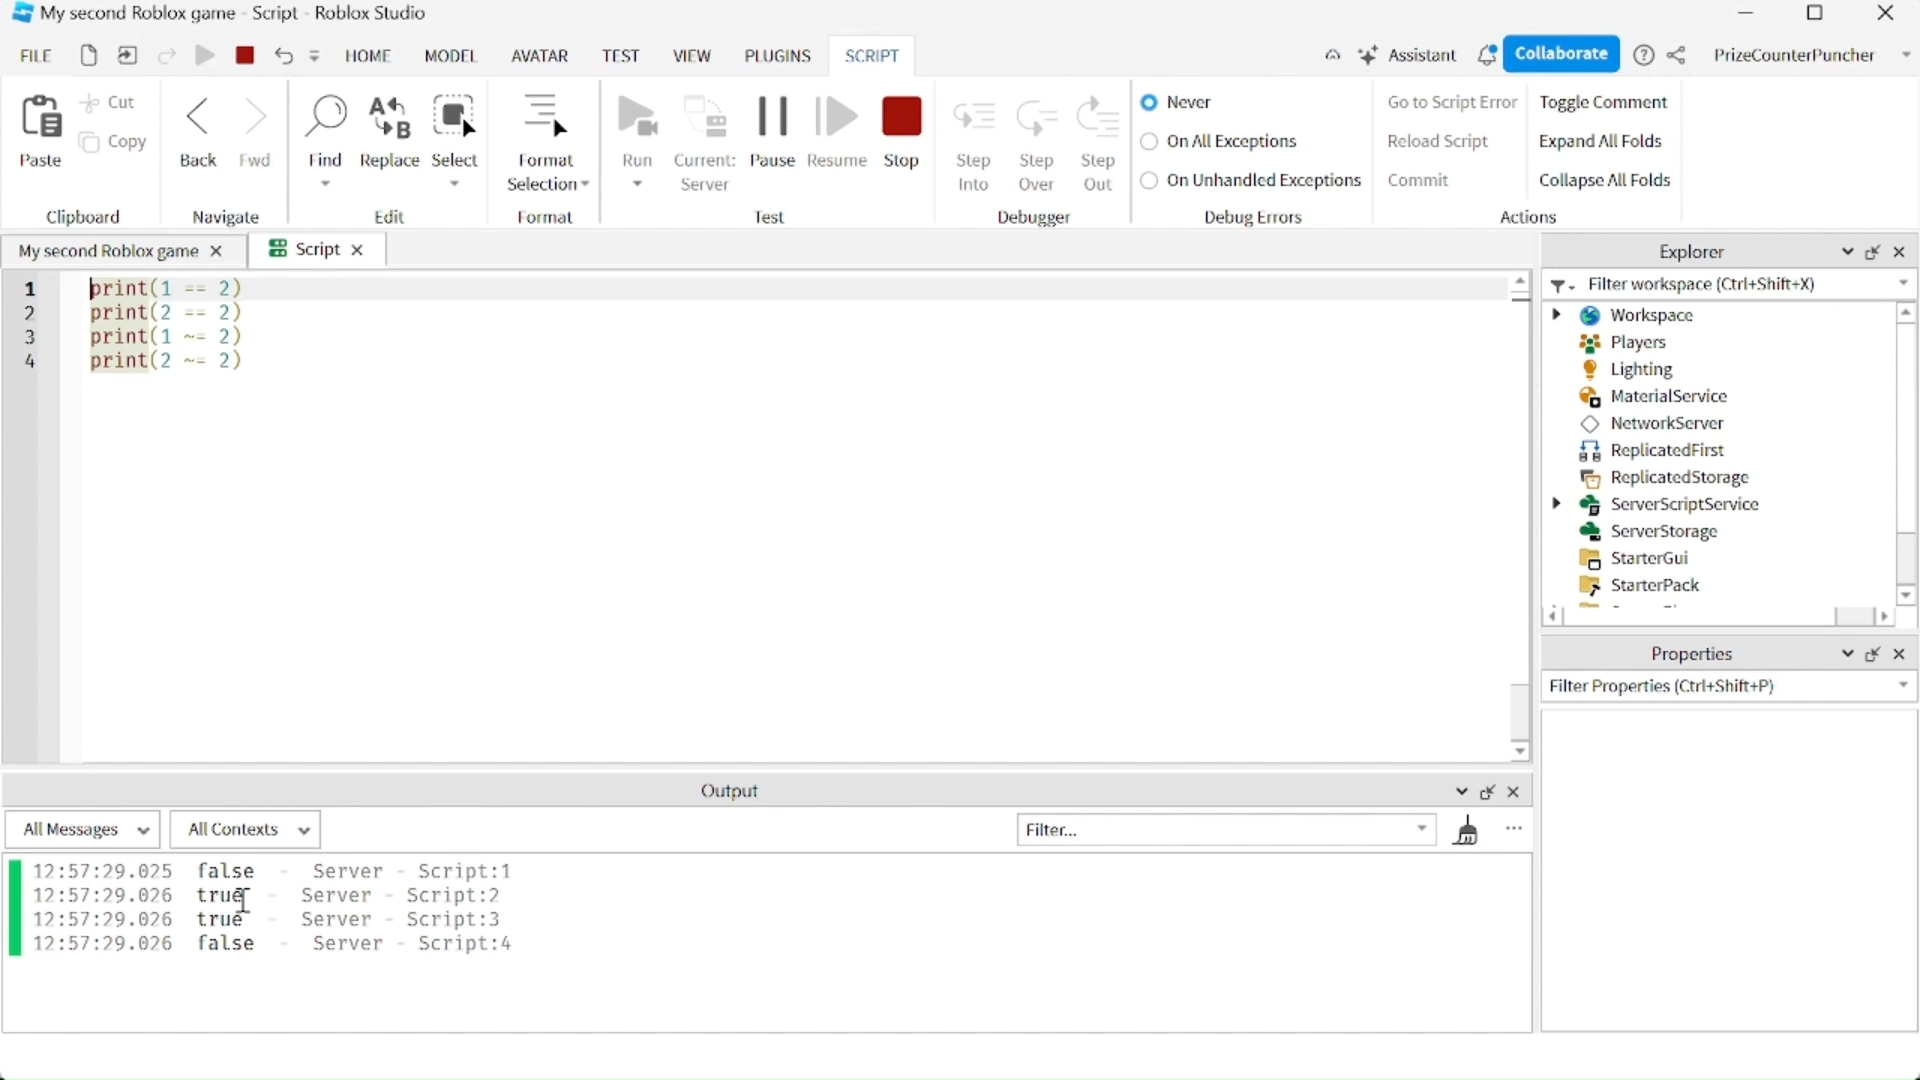 My second Roblox game - Script - Roblox Studio
FILE HOME MODEL AVATAR TEST VIEW PLUGINS SCRIPT Assistant Collaborate PrizeCounterPuncher
Paste Cut Copy
Clipboard
Back Fwd
Navigate
Find Replace Select
Edit
Format Selection
Format
Run Current: Server Pause Resume Stop
Test
Step Into Step Over Step Out
Debugger
Never
On All Exceptions
On Unhandled Exceptions
Debug Errors
Go to Script Error Toggle Comment
Reload Script Expand All Folds
Commit Collapse All Folds
Actions
My second Roblox game Script
1 print(1 == 2)
2 print(2 == 2)
3 print(1 ~= 2)
4 print(2 ~= 2)
Explorer
Filter workspace (Ctrl+Shift+X)
Workspace
Players
Lighting
MaterialService
NetworkServer
ReplicatedFirst
ReplicatedStorage
ServerScriptService
ServerStorage
StarterGui
StarterPack
Properties
Filter Properties (Ctrl+Shift+P)
Output
All Messages All Contexts Filter...
12:57:29.025 false - Server - Script:1
12:57:29.026 true - Server - Script:2
12:57:29.026 true - Server - Script:3
12:57:29.026 false - Server - Script:4